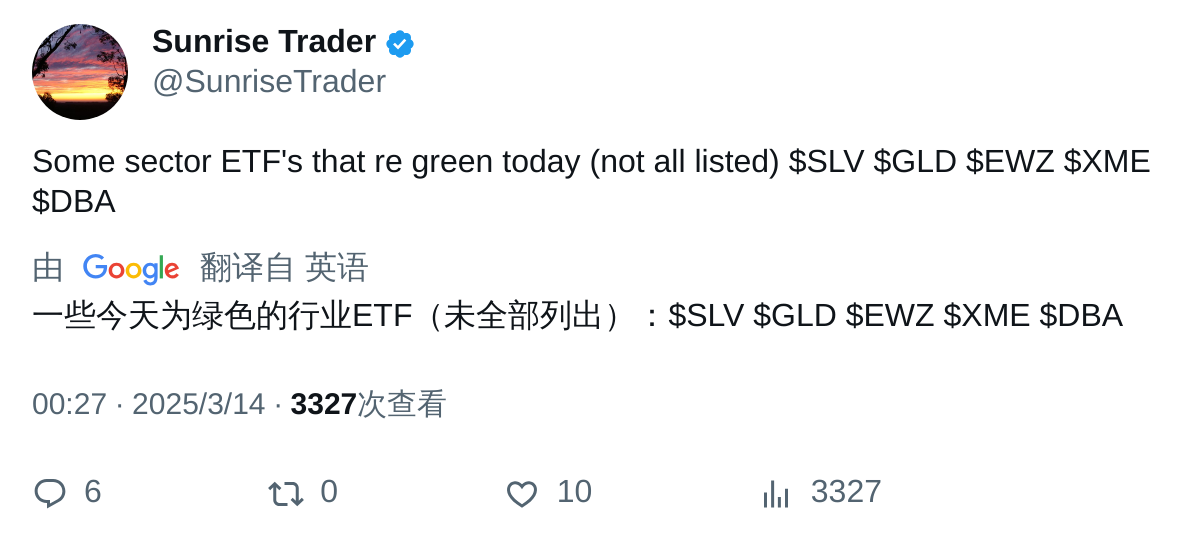 Sunrise Trader
@SunriseTrader
Some sector ETF's that re green today (not all listed) $SLV $GLD $EWZ $XME
$DBA
由 Google 翻译自 英语
一些今天为绿色的行业ETF（未全部列出）：$SLV $GLD $EWZ $XME $DBA
00:27 · 2025/3/14 · 3327次查看
6 0 10 3327